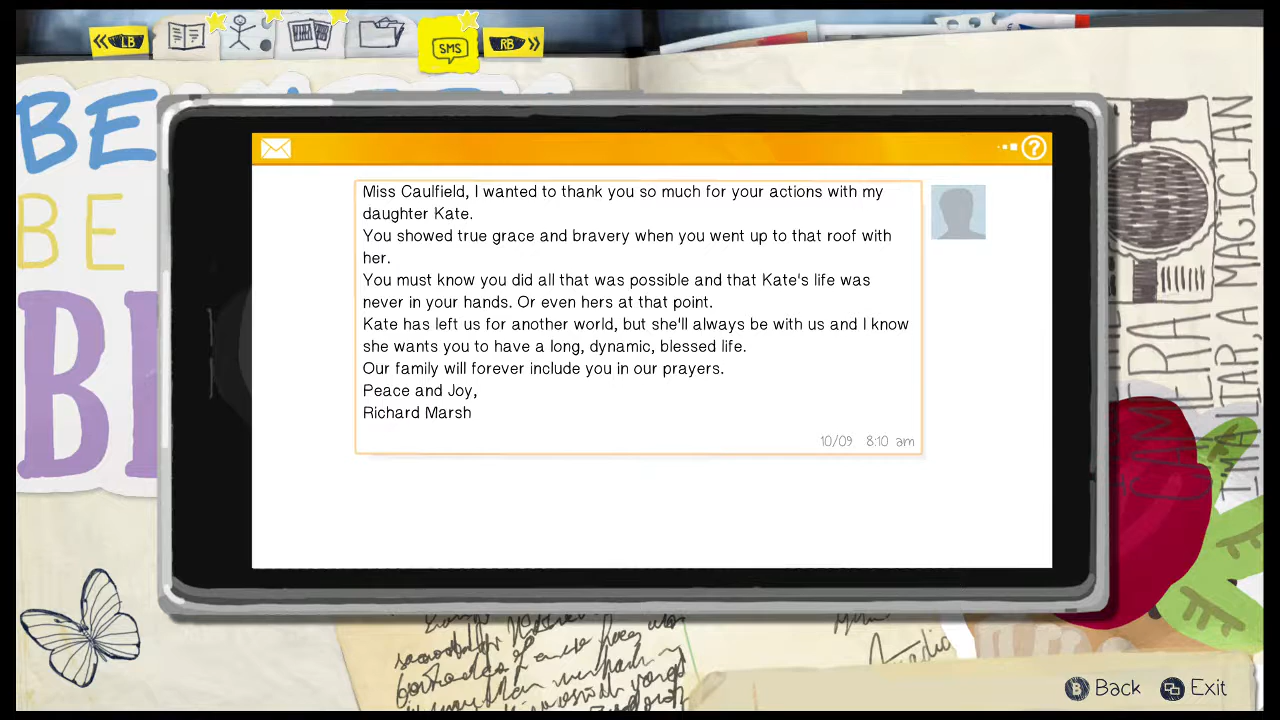 LB
SMS
RB
BE
BE
Miss Caulfield, I wanted to thank you so much for your actions with my
daughter Kate.
You showed true grace and bravery when you went up to that roof with
her.
You must know you did all that was possible and that Kate's life was
never in your hands. Or even hers at that point.
Kate has left us for another world, but she'll always be with us and I know
she wants you to have a long, dynamic, blessed life.
Our family will forever include you in our prayers.
Peace and Joy,
Richard Marsh
10/09 8:10 am
?
CAMERA
LIAR, A MAGICIAN
B Back
Exit